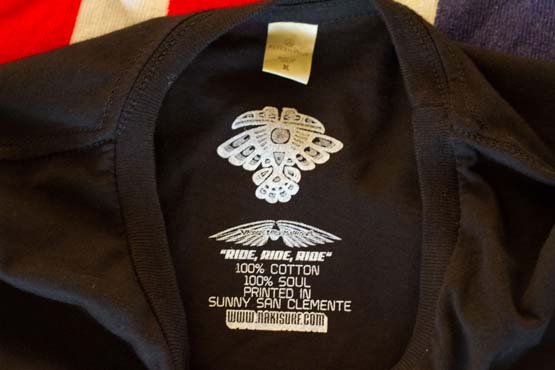 "RIDE, RIDE, RIDE"
100% COTTON
100% SOUL
PRINTED IN
SUNNY SAN CLEMENTE
WWW.NAKISURF.COM